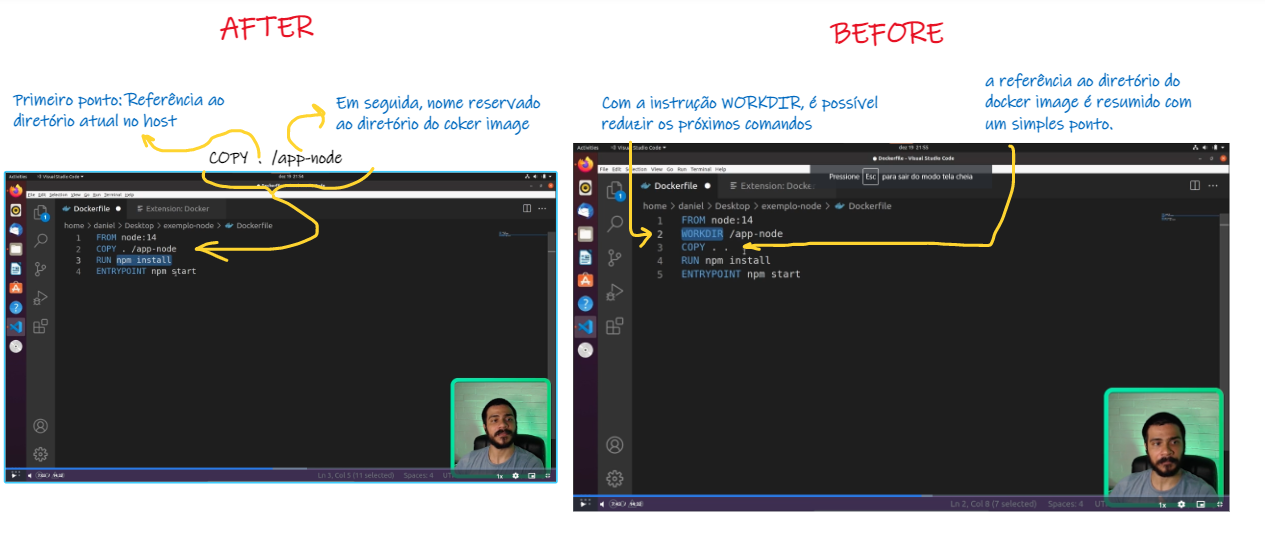 AFTER
BEFORE
Primeiro ponto: Referência ao
diretório atual no host
Em seguida, nome reservado
ao diretório do coker image
COPY . /app-node
Com a instrução WORKDIR, é possível
reduzir os próximos comandos
a referência ao diretório do
docker image é resumido com
um simples ponto.
Activities
Visual Studio Code
dez 19 21:54
File Edit Selection View Go Run Terminal Help
Dockerfile
Extension: Docker
home > daniel > Desktop > exemplo-node > Dockerfile
1 FROM node:14
2 COPY . /app-node
3 RUN npm install
4 ENTRYPOINT npm start
Ln 3, Col 5 (11 selected) Spaces: 4
1x
Activities
Visual Studio Code
dez 19 21:55
Dockerfile - Visual Studio Code
File Edit Selection View Go Run Terminal Help
Pressione Esc para sair do modo tela cheia
Dockerfile
Extension: Docke
home > daniel > Desktop > exemplo-node > Dockerfile
1 FROM node:14
2 WORKDIR /app-node
3 COPY . .
4 RUN npm install
5 ENTRYPOINT npm start
Ln 2, Col 8 (7 selected) Spaces: 4
1x